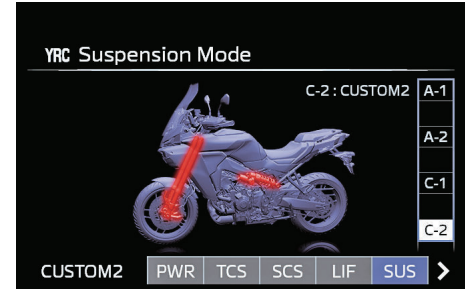 YRC Suspension Mode
C-2 : CUSTOM2
A-1
A-2
C-1
C-2
CUSTOM2 PWR TCS SCS LIF SUS >